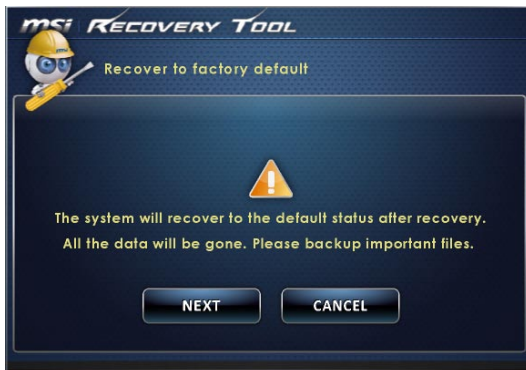 msi RECOVERY TOOL
Recover to factory default
The system will recover to the default status after recovery.
All the data will be gone. Please backup important files.
NEXT CANCEL